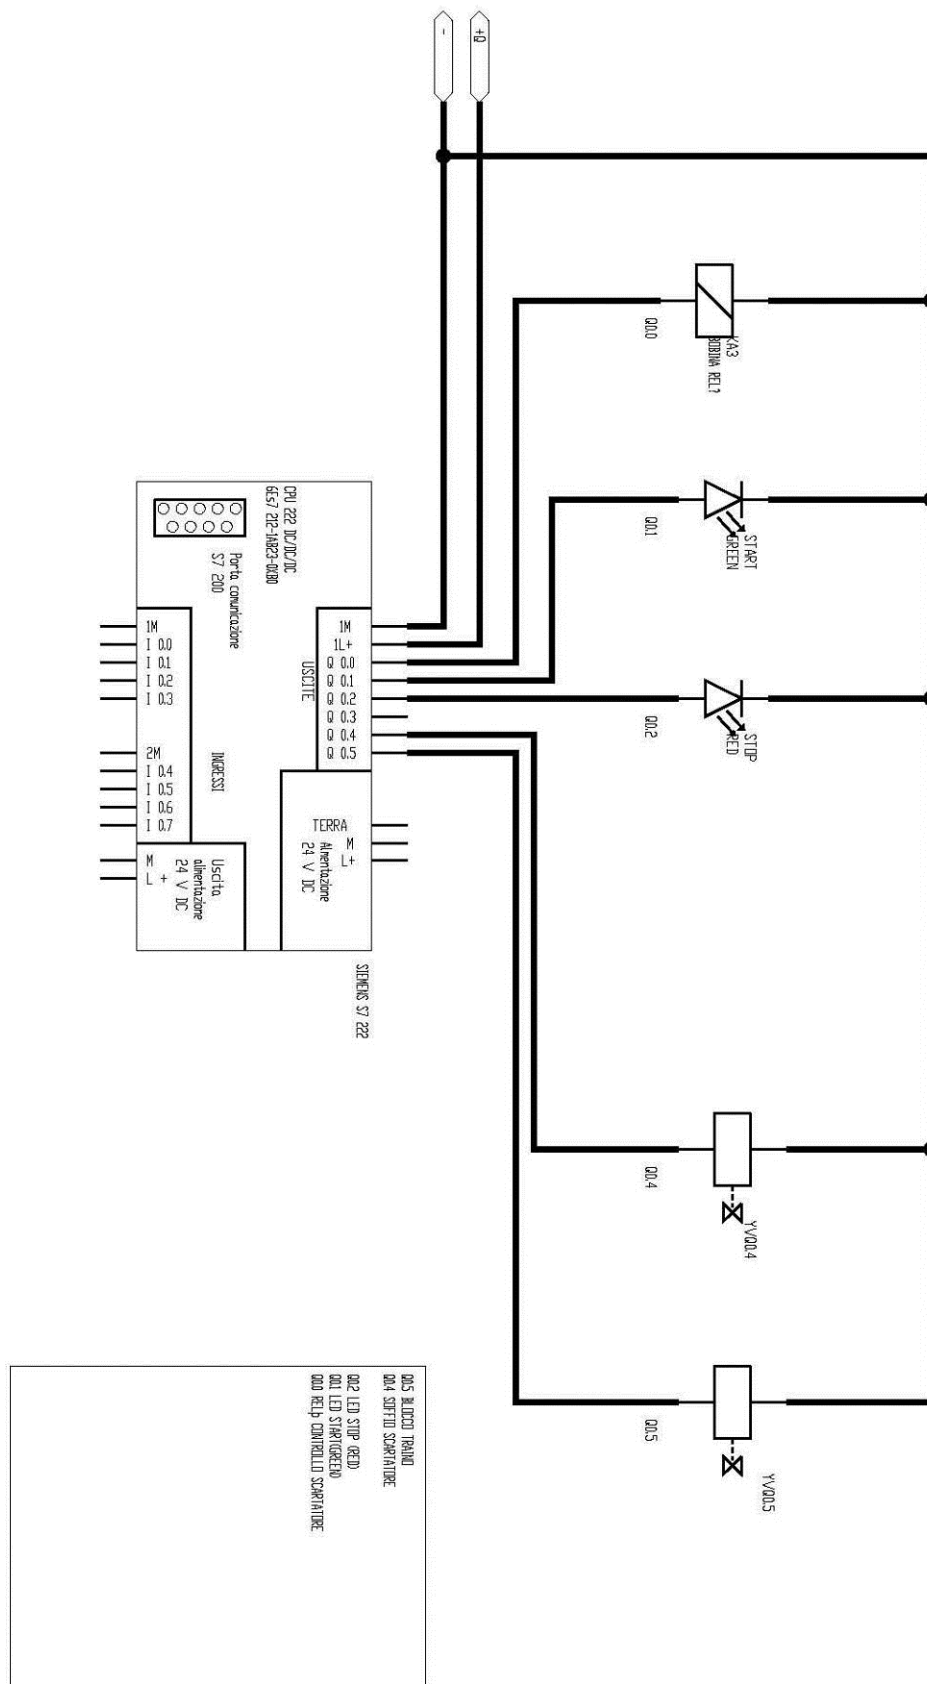 -
+Q
KA3
BOBINA REL?
Q0.0
START
GREEN
Q0.1
STOP
RED
Q0.2
CPU 222 DC/DC/DC
6Es7 212-1AB23-0XB0
Porta comunicazione
S7 200
1M
I 0.0
I 0.1
I 0.2
I 0.3
2M
I 0.4
I 0.5
I 0.6
I 0.7
M
L +
INGRESSI
Uscita
alimentazione
24 V DC
USCITE
1M
1L+
Q 0.0
Q 0.1
Q 0.2
Q 0.3
Q 0.4
Q 0.5
TERRA
M
L+
Alimentazione
24 V DC
SIEMENS S7 222
Q0.4
YVQ0.4
Q0.5
YVQ0.5
Q0.5 BLOCCO TRAINO
Q0.4 SOFFIO SCARTATORE
Q0.2 LED STOP (RED)
Q0.1 LED START(GREEN)
Q0.0 RELþ CONTROLLO SCARTATORE